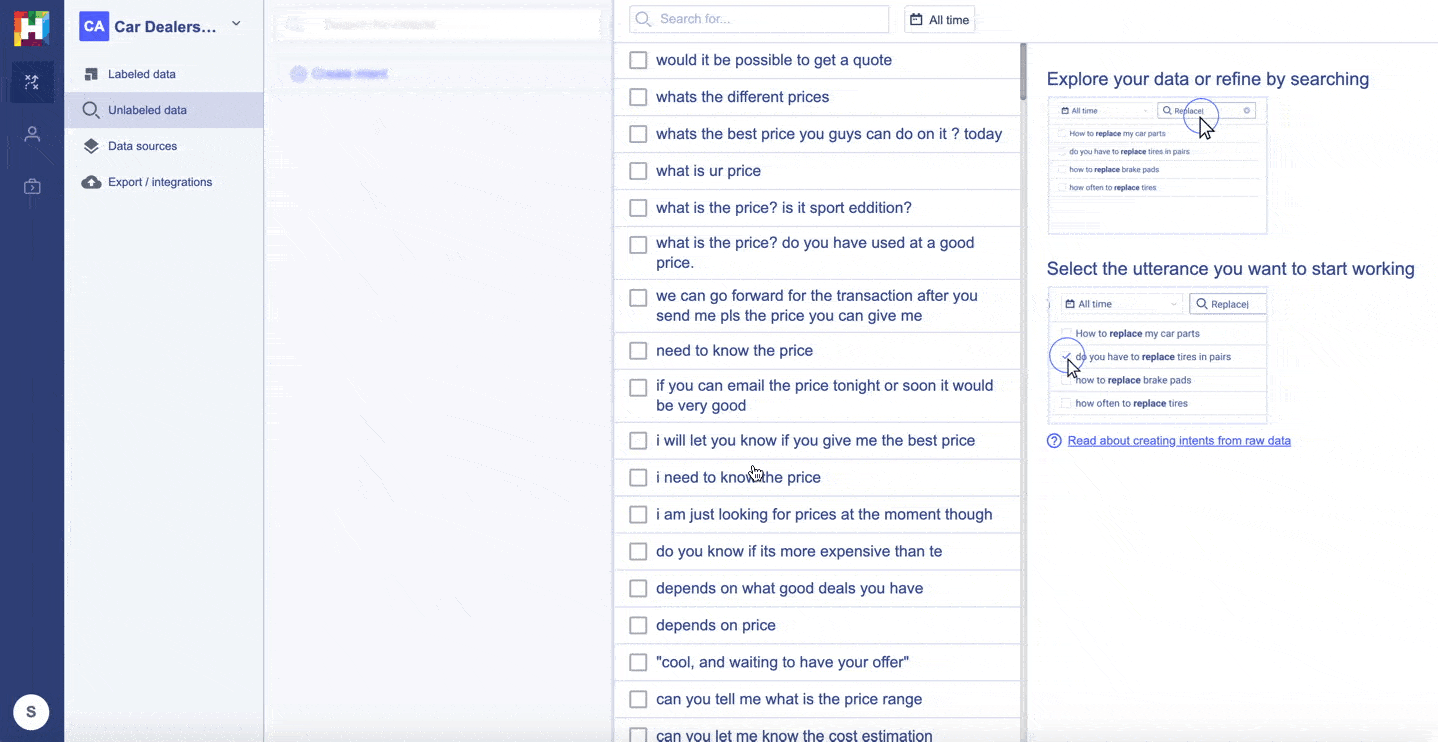 CA Car Dealers...
Labeled data
Unlabeled data
Data sources
Export / integrations
S
Create intent
Search for...
All time
would it be possible to get a quote
whats the different prices
whats the best price you guys can do on it ? today
what is ur price
what is the price? is it sport eddition?
what is the price? do you have used at a good
price.
we can go forward for the transaction after you
send me pls the price you can give me
need to know the price
if you can email the price tonight or soon it would
be very good
i will let you know if you give me the best price
i need to know the price
i am just looking for prices at the moment though
do you know if its more expensive than te
depends on what good deals you have
depends on price
"cool, and waiting to have your offer"
can you tell me what is the price range
can you let me know the cost estimation
Explore your data or refine by searching
All time
Replace
How to replace my car parts
do you have to replace tires in pairs
how to replace brake pads
how often to replace tires
Select the utterance you want to start working
All time
Replace
How to replace my car parts
do you have to replace tires in pairs
how to replace brake pads
how often to replace tires
Read about creating intents from raw data